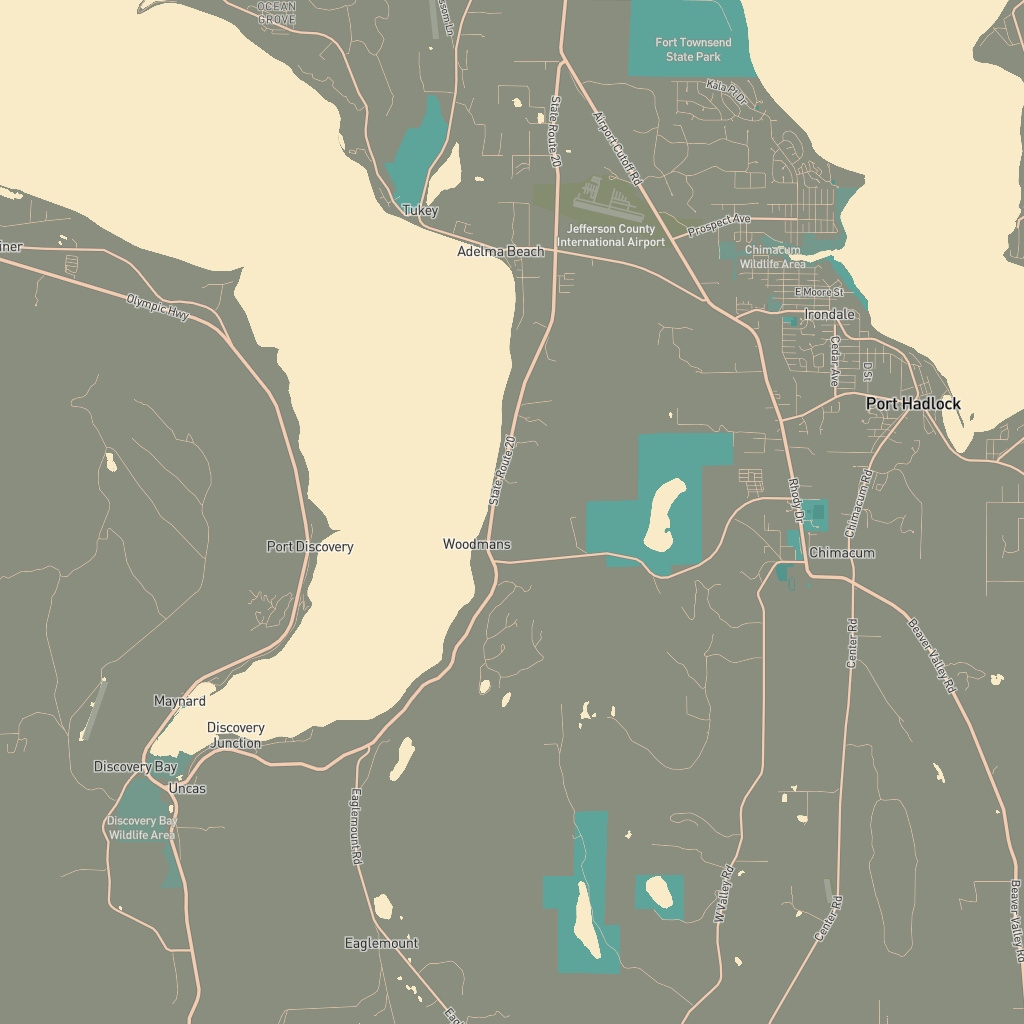 OCEAN
GROVE
Fort Townsend
State Park
Kala Pt Dr
State Route 20
Airport Cutoff Rd
Tukey
Jefferson County
International Airport
Prospect Ave
Adelma Beach
Chimacum
Wildlife Area
E Moore St
Olympic Hwy
Irondale
Cedar Ave
D St
Port Hadlock
State Route 20
Rhody Dr
Chimacum Rd
Port Discovery
Woodmans
Chimacum
Center Rd
Beaver Valley Rd
Maynard
Discovery
Junction
Discovery Bay
Uncas
Discovery Bay
Wildlife Area
Eaglemount Rd
W Valley Rd
Center Rd
Beaver Valley Rd
Eaglemount